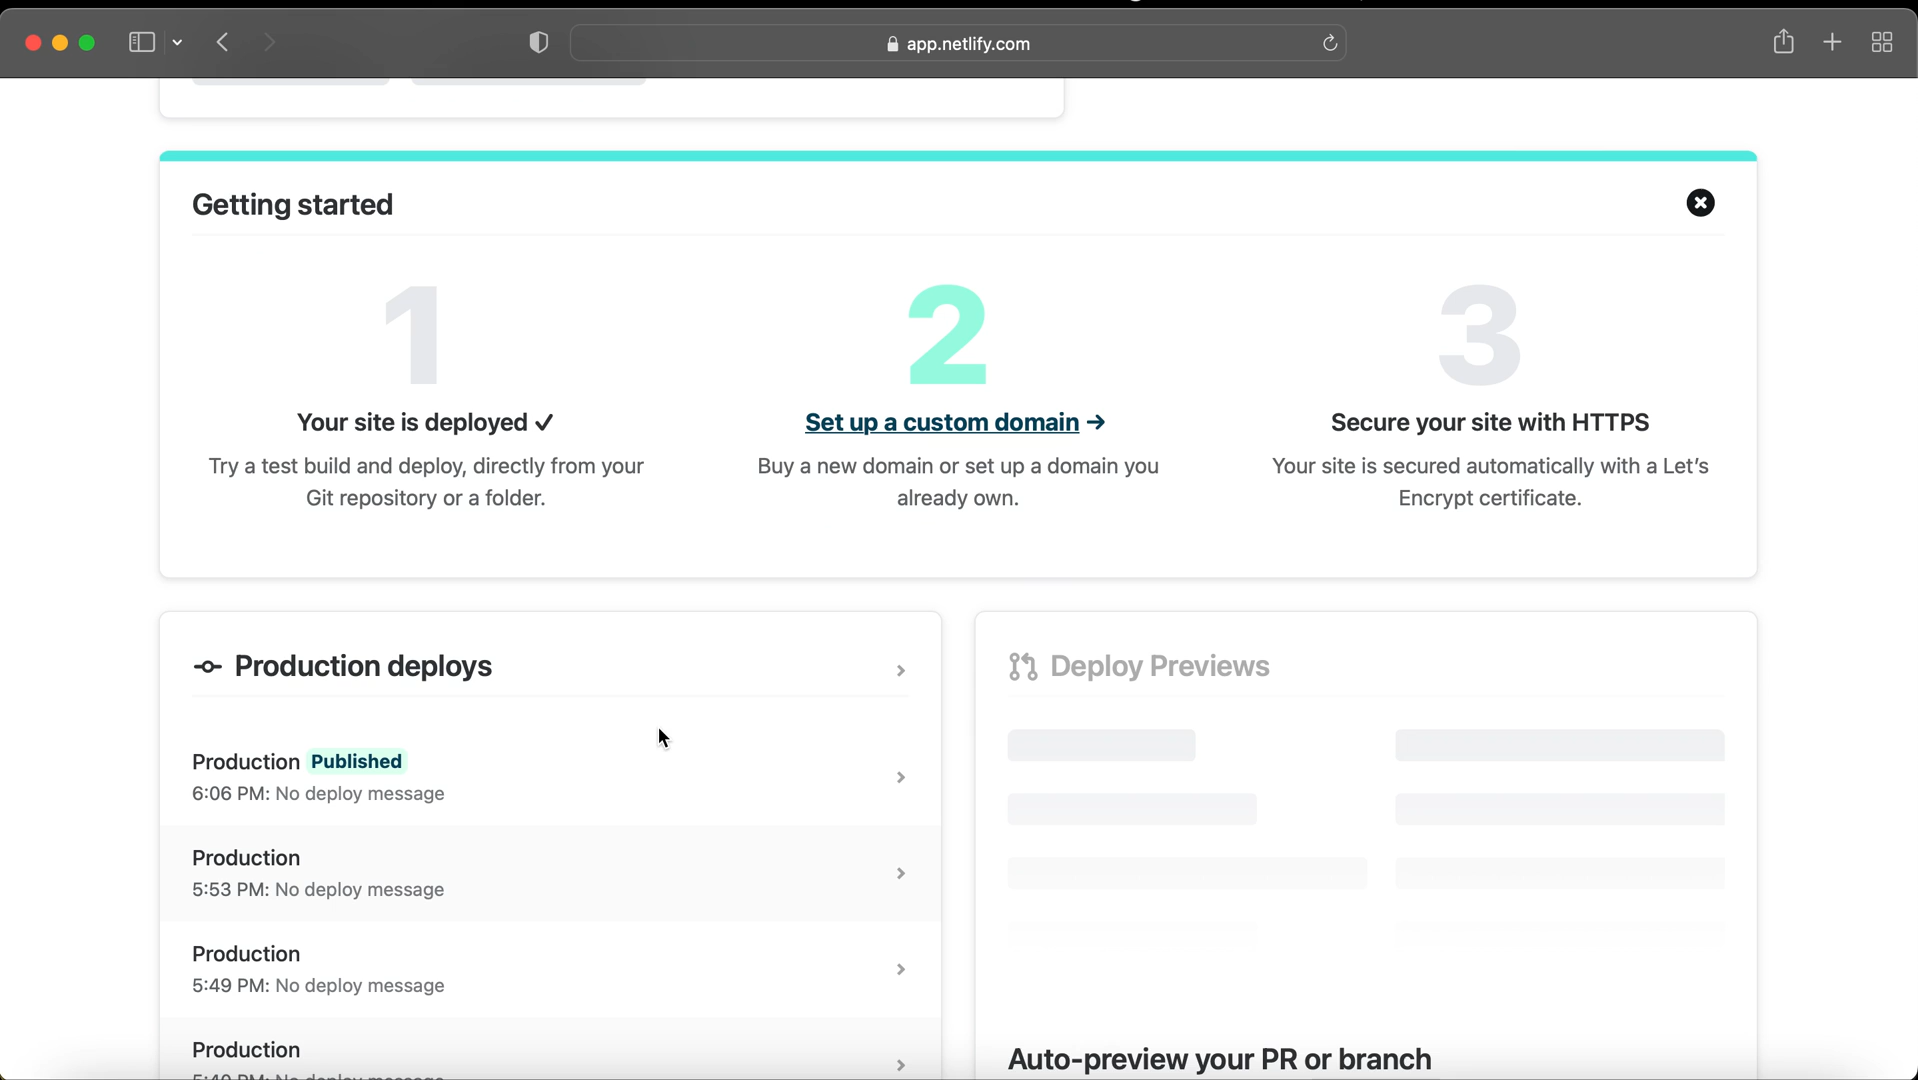 app.netlify.com
Getting started
1
Your site is deployed ✓
Try a test build and deploy, directly from your
Git repository or a folder.
2
Set up a custom domain →
Buy a new domain or set up a domain you
already own.
3
Secure your site with HTTPS
Your site is secured automatically with a Let's
Encrypt certificate.
Production deploys
Production Published
6:06 PM: No deploy message
Production
5:53 PM: No deploy message
Production
5:49 PM: No deploy message
Production
Deploy Previews
Auto-preview your PR or branch